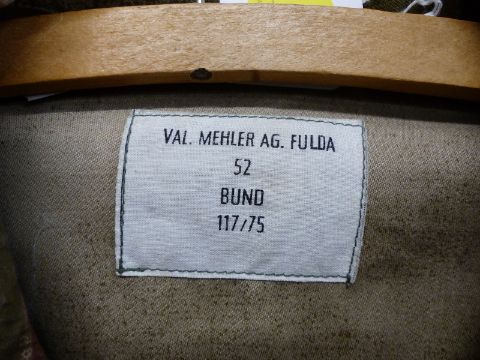 VAL. MEHLER AG. FULDA
52
BUND
117/75